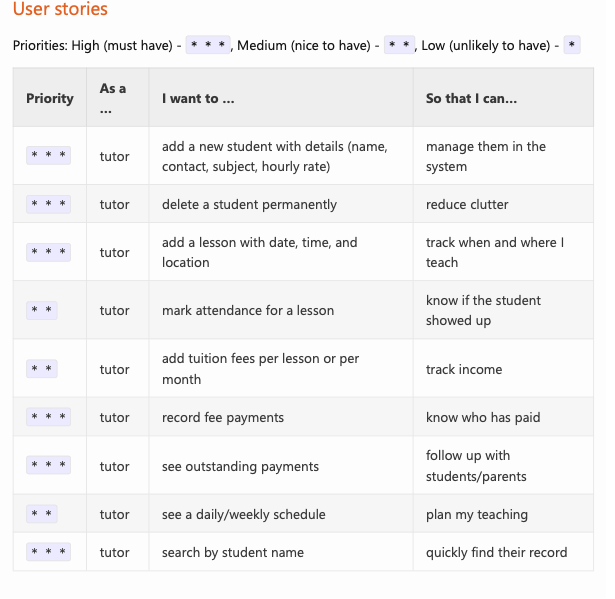 User stories
Priorities: High (must have) - * * *, Medium (nice to have) - * *, Low (unlikely to have) - *
Priority
As a
...
I want to ...
So that I can...
* * *
tutor
add a new student with details (name,
contact, subject, hourly rate)
manage them in the
system
* * *
tutor
delete a student permanently
reduce clutter
* * *
tutor
add a lesson with date, time, and
location
track when and where I
teach
* *
tutor
mark attendance for a lesson
know if the student
showed up
* *
tutor
add tuition fees per lesson or per
month
track income
* * *
tutor
record fee payments
know who has paid
* * *
tutor
see outstanding payments
follow up with
students/parents
* *
tutor
see a daily/weekly schedule
plan my teaching
* * *
tutor
search by student name
quickly find their record